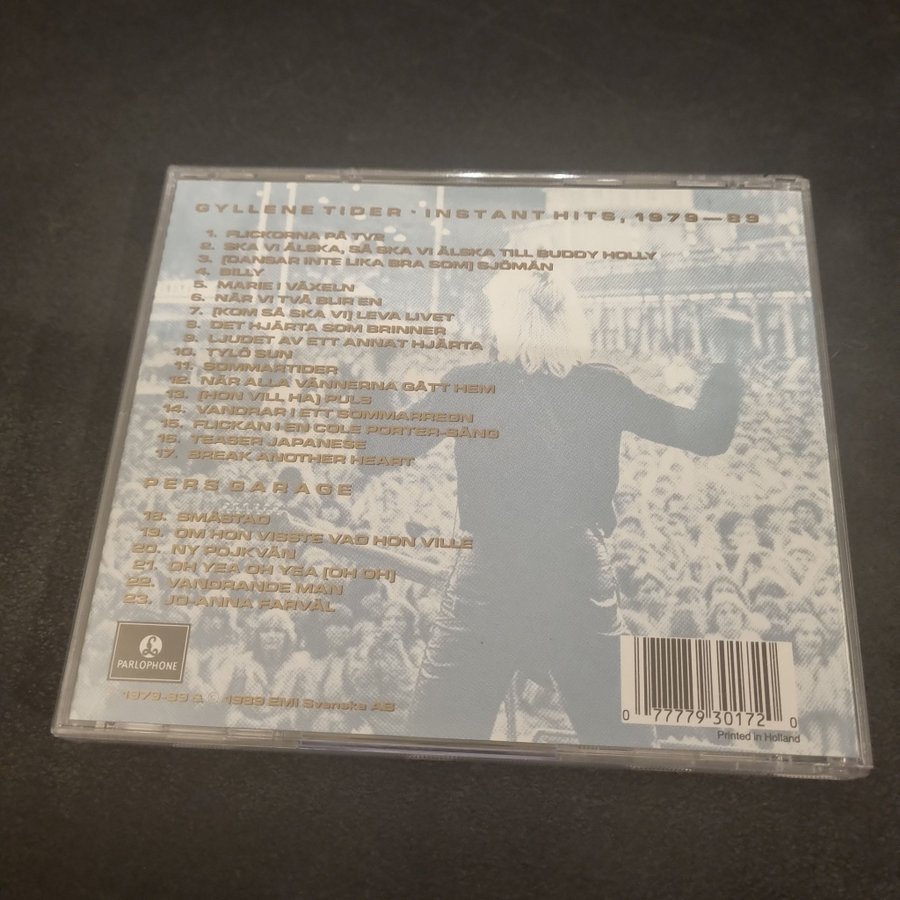 GYLLENE TIDER · INSTANT HITS, 1979—89
1. FLICKORNA PÅ TV2
2. SKA VI ÄLSKA, SÅ SKA VI ÄLSKA TILL BUDDY HOLLY
3. (DANSAR INTE LIKA BRA SOM) SJÖMÄN
4. BILLY
5. MARIE I VÄXELN
6. NÄR VI TVÅ BLIR EN
7. (KOM SÅ SKA VI) LEVA LIVET
8. DET HJÄRTA SOM BRINNER
9. LJUDET AV ETT ANNAT HJÄRTA
10. TYLÖ SUN
11. SOMMARTIDER
12. NÄR ALLA VÄNNERNA GÅTT HEM
13. (HON VILL HA) PULS
14. VANDRAR I ETT SOMMARREGN
15. FLICKAN I EN COLE PORTER-SÅNG
16. TEASER JAPANESE
17. BREAK ANOTHER HEART
PERS GARAGE
18. SMÅSTAD
19. OM HON VISSTE VAD HON VILLE
20. NY POJKVÄN
21. OH YEA OH YEA (OH OH)
22. VANDRANDE MAN
23. JO-ANNA FARVÄL
£
PARLOPHONE
1979-89 & © 1989 EMI Svenska AB
0 77779 30172 0
Printed in Holland